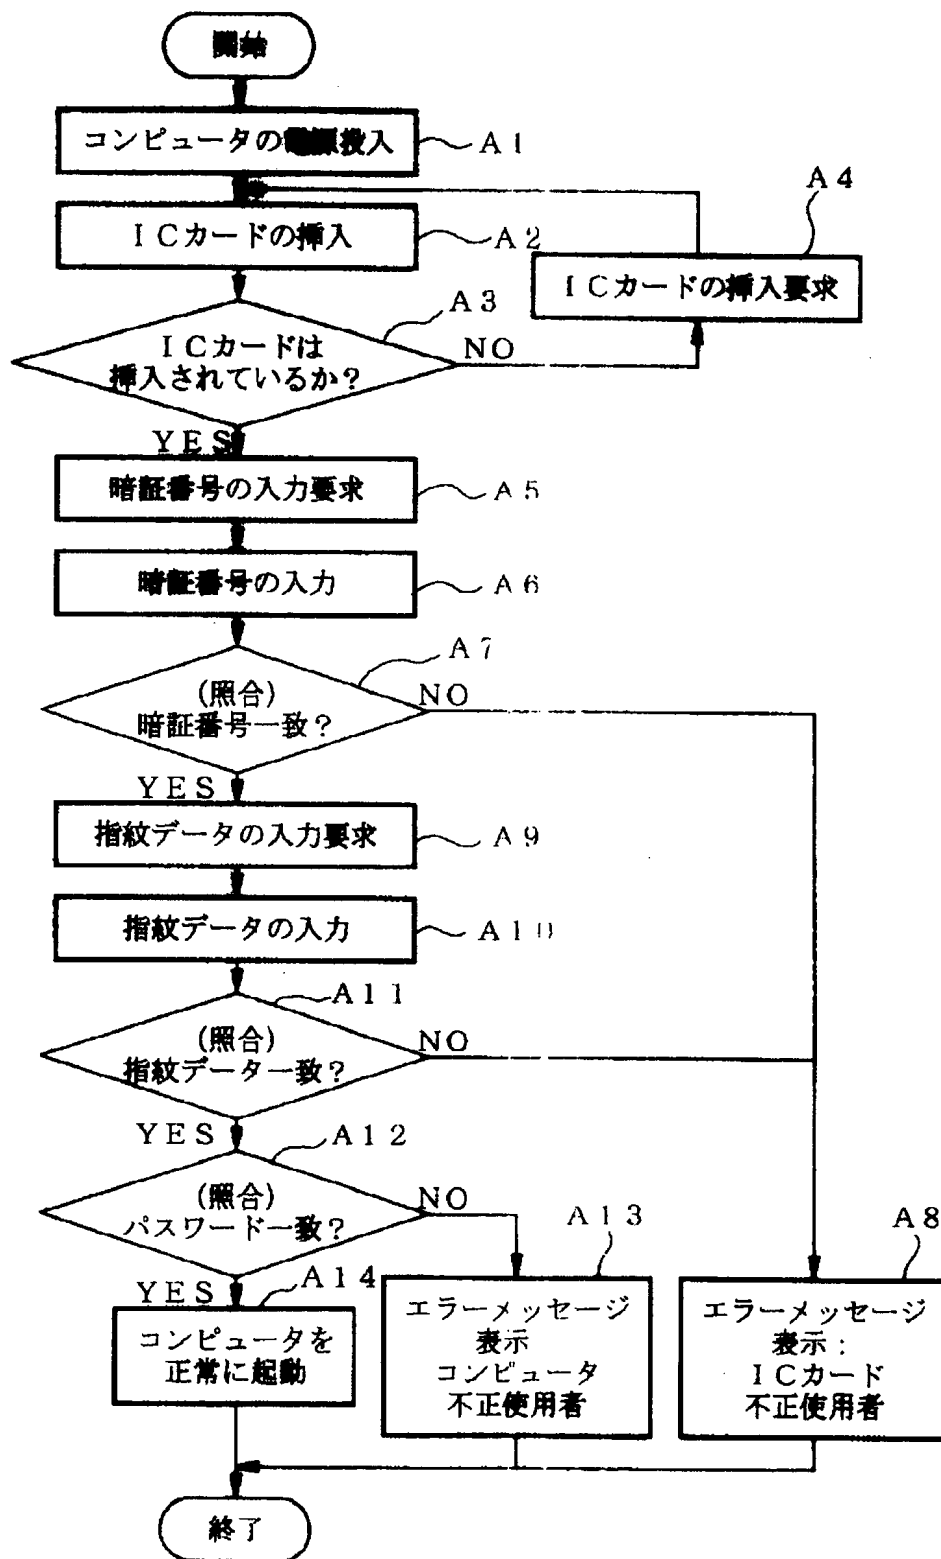 開始
コンピュータの電源投入
A1
A4
ICカードの挿入
A2
ICカードの挿入要求
A3
ICカードは
挿入されているか?
NO
YES
暗証番号の入力要求
A5
暗証番号の入力
A6
A7
(照合)
暗証番号一致?
NO
YES
指紋データの入力要求
A9
指紋データの入力
A10
A11
(照合)
指紋データ一致?
NO
YES
A12
(照合)
パスワード一致?
NO
A13
A8
YES
A14
コンピュータを
正常に起動
エラーメッセージ
表示
コンピュータ
不正使用者
エラーメッセージ
表示:
ICカード
不正使用者
終了